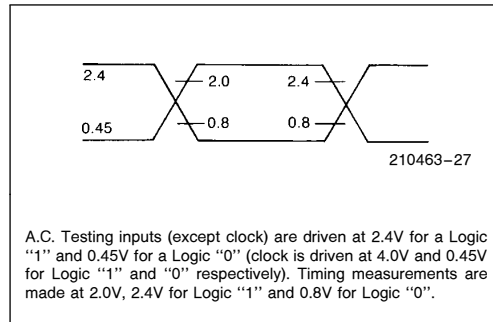 2.4 2.0 2.4
0.45 0.8 0.8
210463–27
A.C. Testing inputs (except clock) are driven at 2.4V for a Logic
‘‘1’’ and 0.45V for a Logic ‘‘0’’ (clock is driven at 4.0V and 0.45V
for Logic ‘‘1’’ and ‘‘0’’ respectively). Timing measurements are
made at 2.0V, 2.4V for Logic ‘‘1’’ and 0.8V for Logic ‘‘0’’.